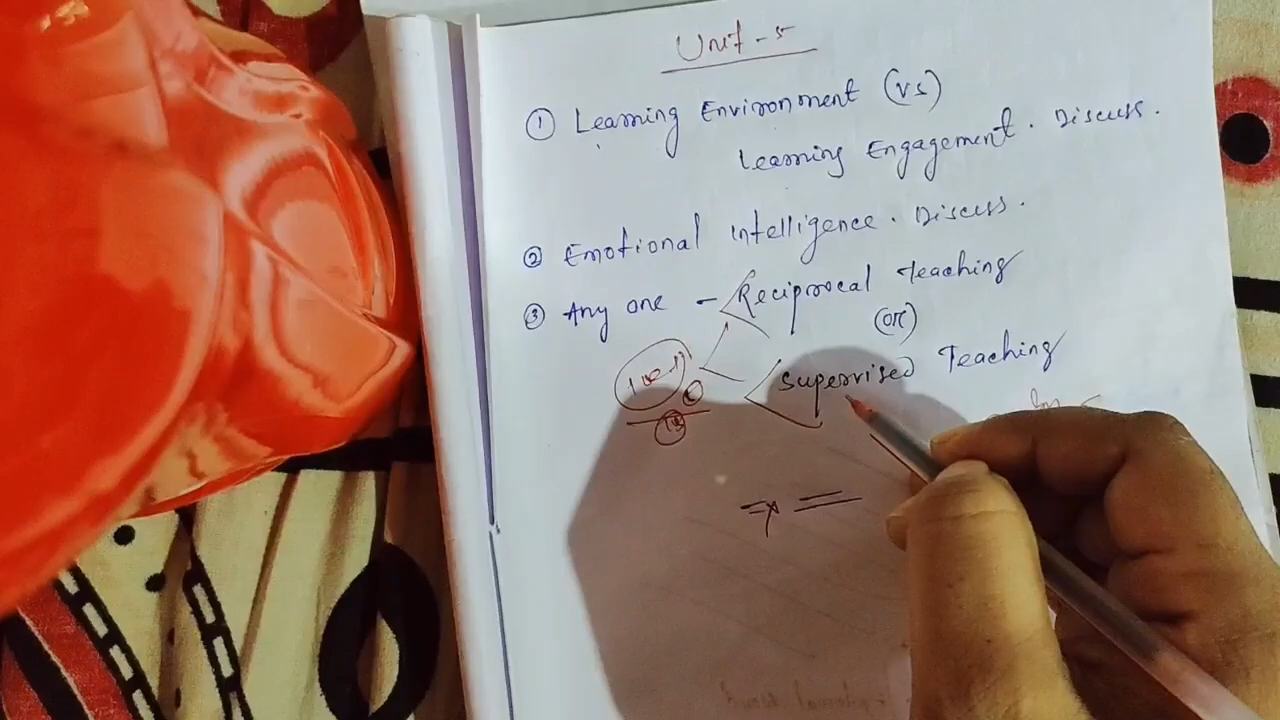 Unit - 5
① Learning Environment (vs)
Learning Engagement. Discuss.
② Emotional intelligence. Discuss.
③ Any one - Reciprocal Teaching
(OR)
Supervised Teaching